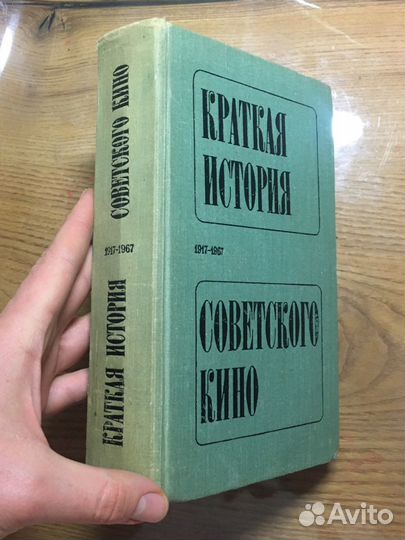 КРАТКАЯ
ИСТОРИЯ
1917-1967
СОВЕТСКОГО
КИНО
КРАТКАЯ ИСТОРИЯ
1917-1967
СОВЕТСКОГО КИНО
Avito